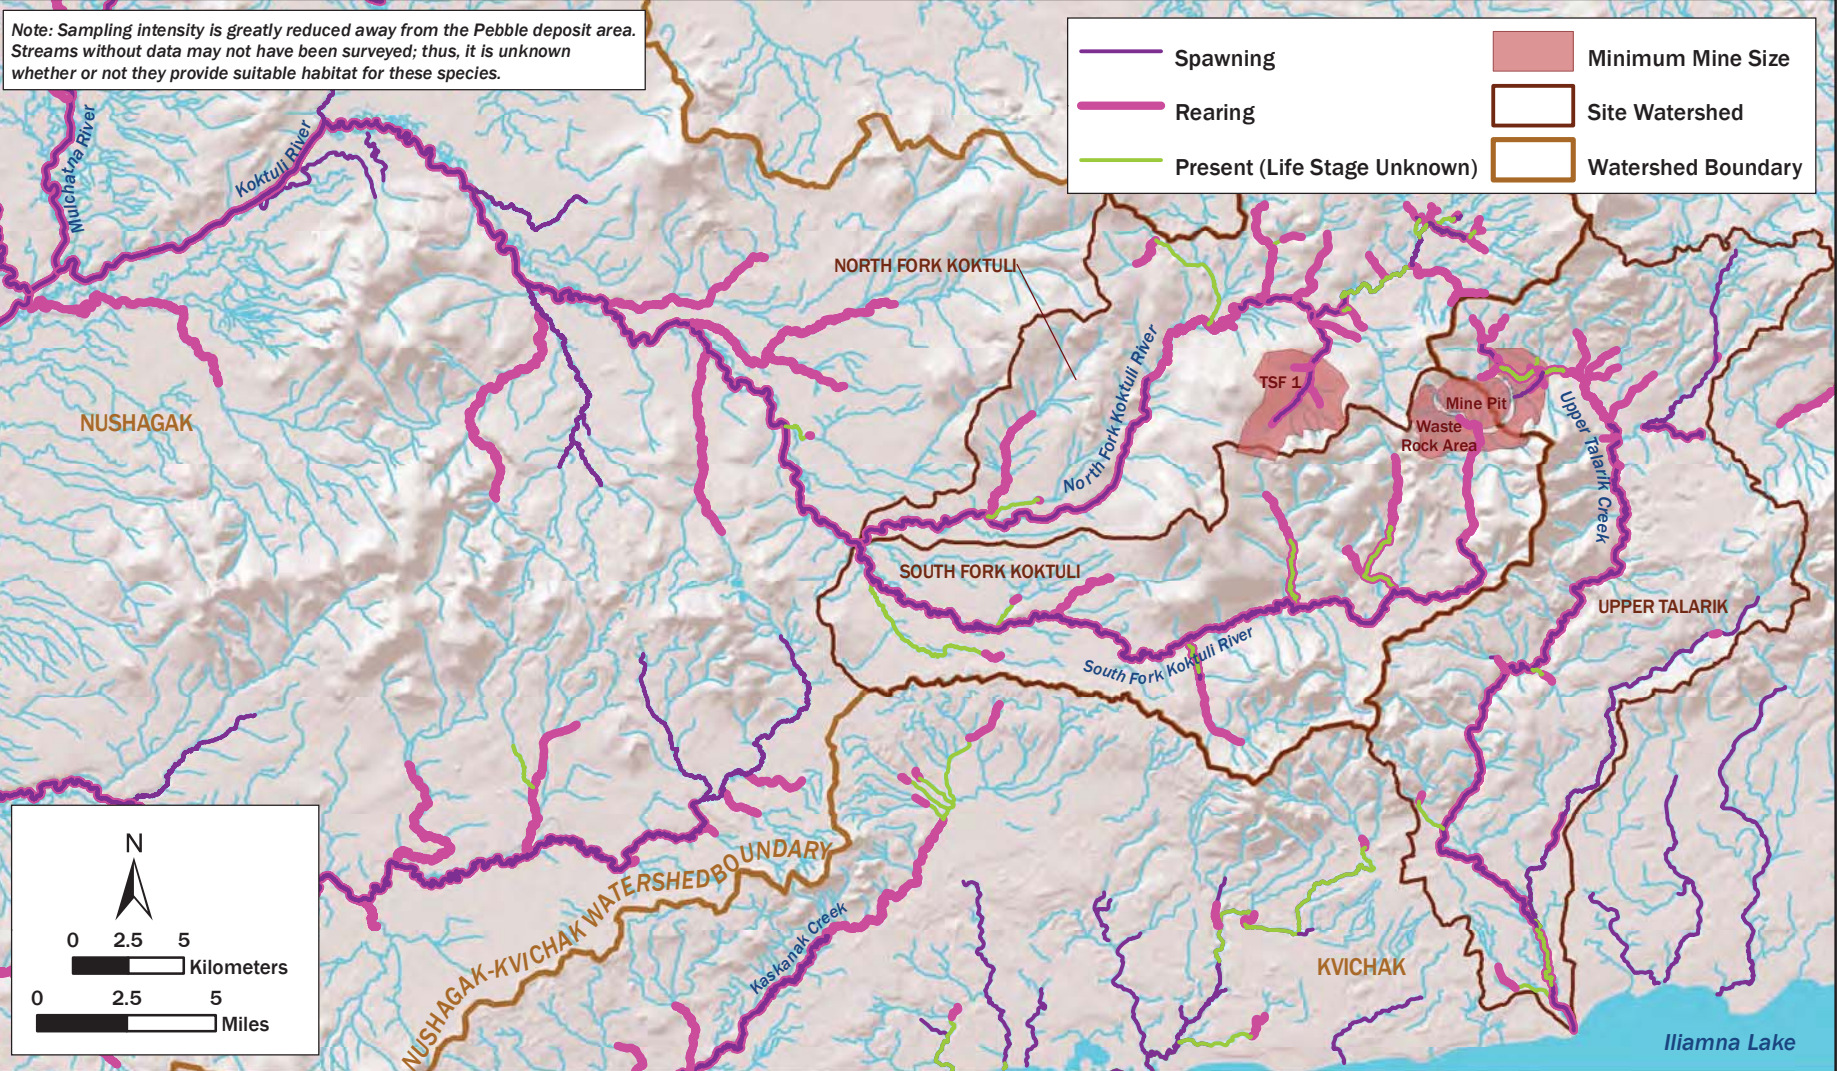 Note: Sampling intensity is greatly reduced away from the Pebble deposit area.
Streams without data may not have been surveyed; thus, it is unknown
whether or not they provide suitable habitat for these species.
Spawning
Rearing
Present (Life Stage Unknown)
Minimum Mine Size
Site Watershed
Watershed Boundary
Mulchatna River
Koktuli River
NORTH FORK KOKTULI
North Fork Koktuli River
TSF 1
Mine Pit
Waste
Rock Area
Upper Talarik Creek
NUSHAGAK
SOUTH FORK KOKTULI
South Fork Koktuli River
UPPER TALARIK
NUSHAGAK-KVICHAK WATERSHED BOUNDARY
Kaskanak Creek
KVICHAK
Iliamna Lake
N
0 2.5 5
Kilometers
0 2.5 5
Miles